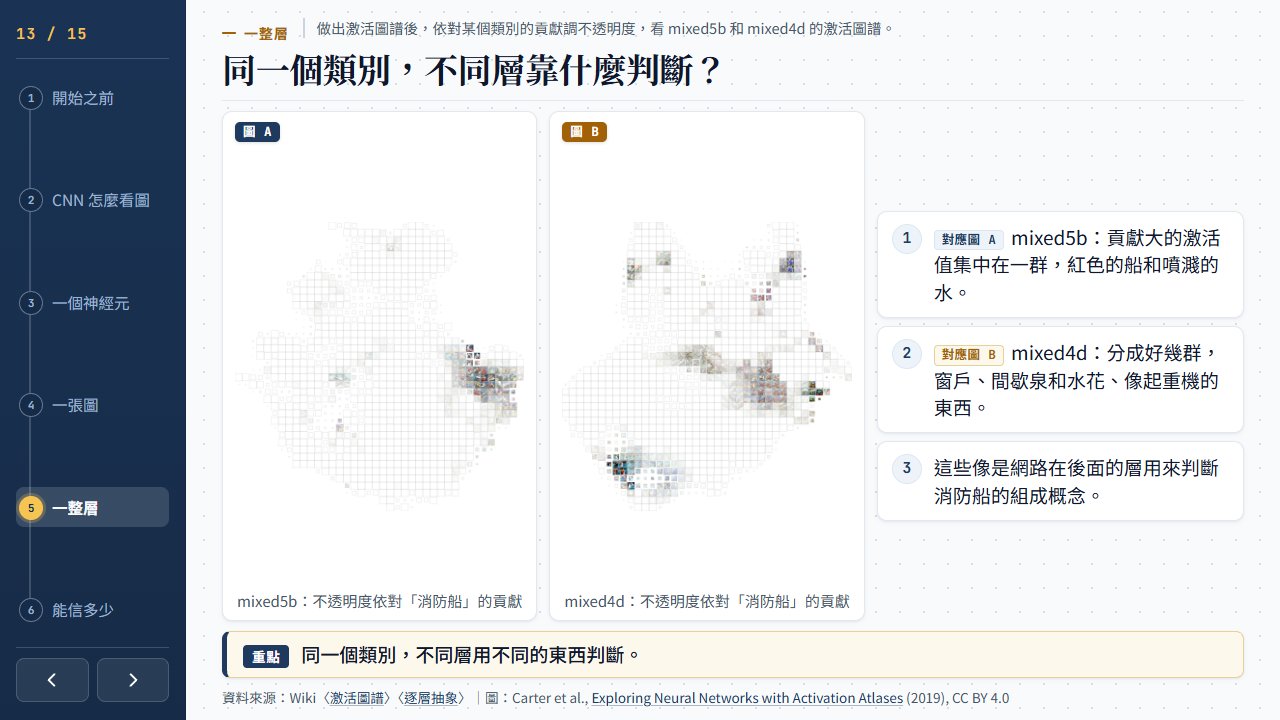 13 / 15
1 開始之前
2 CNN 怎麼看圖
3 一個神經元
4 一張圖
5 一整層
6 能信多少
一整層
做出激活圖譜後，依對某個類別的貢獻調不透明度，看 mixed5b 和 mixed4d 的激活圖譜。
同一個類別，不同層靠什麼判斷？
圖 A
mixed5b：不透明度依對「消防船」的貢獻
圖 B
mixed4d：不透明度依對「消防船」的貢獻
1 對應圖 A mixed5b：貢獻大的激活
值集中在一群，紅色的船和噴濺的
水。
2 對應圖 B mixed4d：分成好幾群，
窗戶、間歇泉和水花、像起重機的
東西。
3 這些像是網路在後面的層用來判斷
消防船的組成概念。
重點 同一個類別，不同層用不同的東西判斷。
資料來源：Wiki〈激活圖譜〉〈逐層抽象〉｜圖：Carter et al., Exploring Neural Networks with Activation Atlases (2019), CC BY 4.0